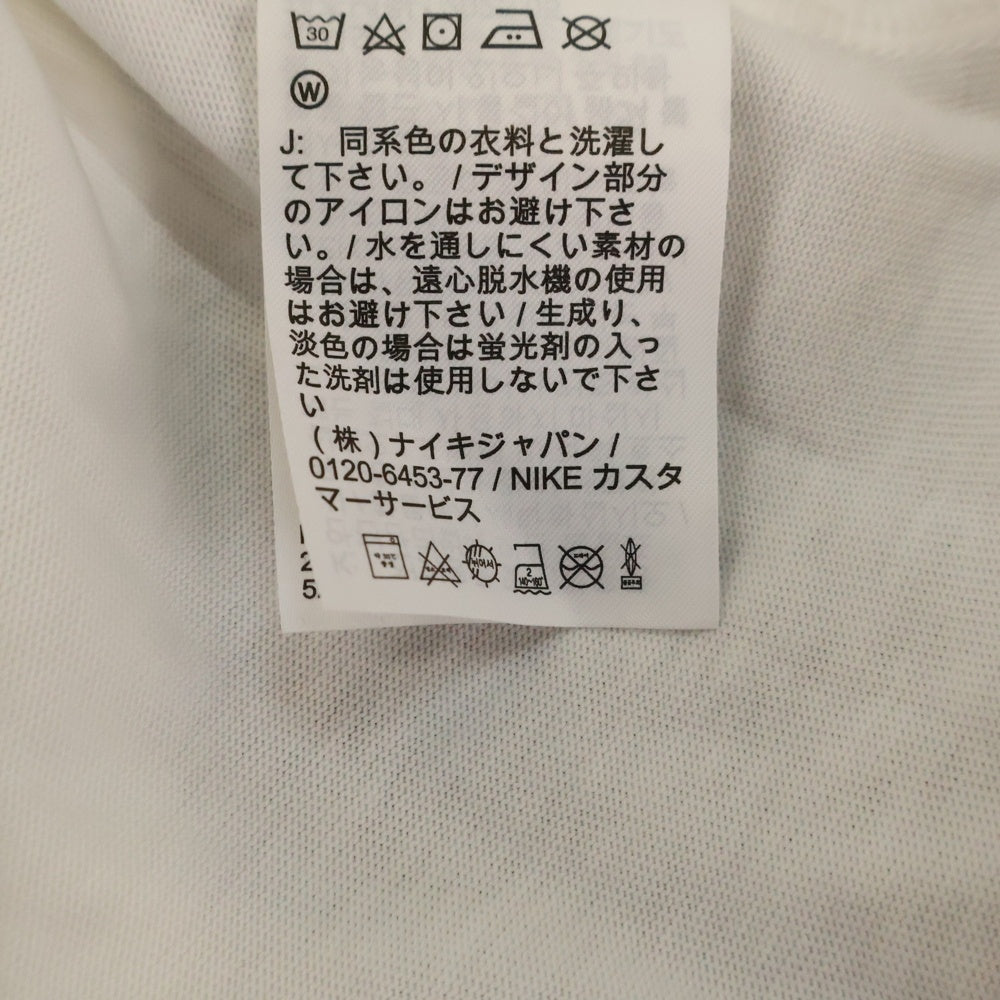 30
W
J: 同系色の衣料と洗濯し
て下さい。 / デザイン部分
のアイロンはお避け下さ
い。/ 水を通しにくい素材の
場合は、遠心脱水機の使用
はお避け下さい / 生成り、
淡色の場合は蛍光剤の入っ
た洗剤は使用しないで下さ
い
(株) ナイキジャパン /
0120-6453-77 / NIKE カスタ
マーサービス
2
2
5.